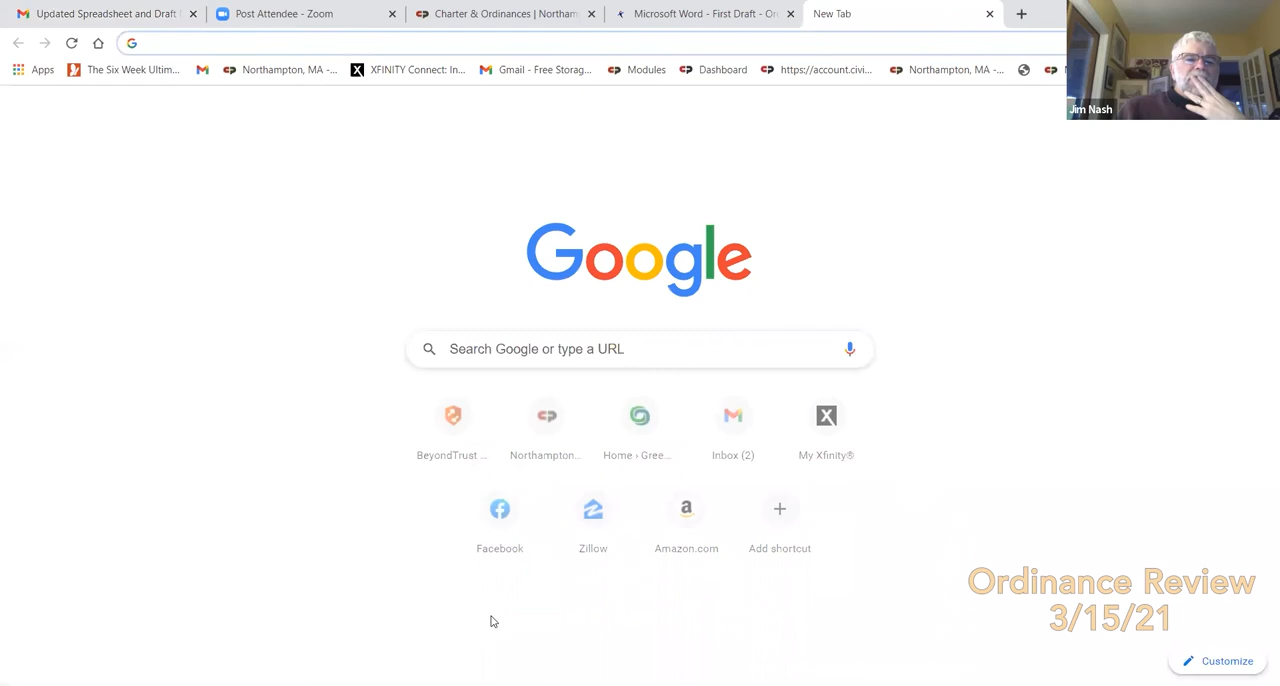 Updated Spreadsheet and Draft
Post Attendee - Zoom
Charter & Ordinances | Northam
Microsoft Word - First Draft - Or
New Tab
Apps
The Six Week Ultim...
Northampton, MA -...
XFINITY Connect: In...
Gmail - Free Storag...
Modules
Dashboard
https://account.civi...
Northampton, MA -...
Jim Nash
Google
Search Google or type a URL
BeyondTrust ...
Northampton...
Home › Gree...
Inbox (2)
My Xfinity®
Facebook
Zillow
Amazon.com
Add shortcut
Ordinance Review
3/15/21
Customize